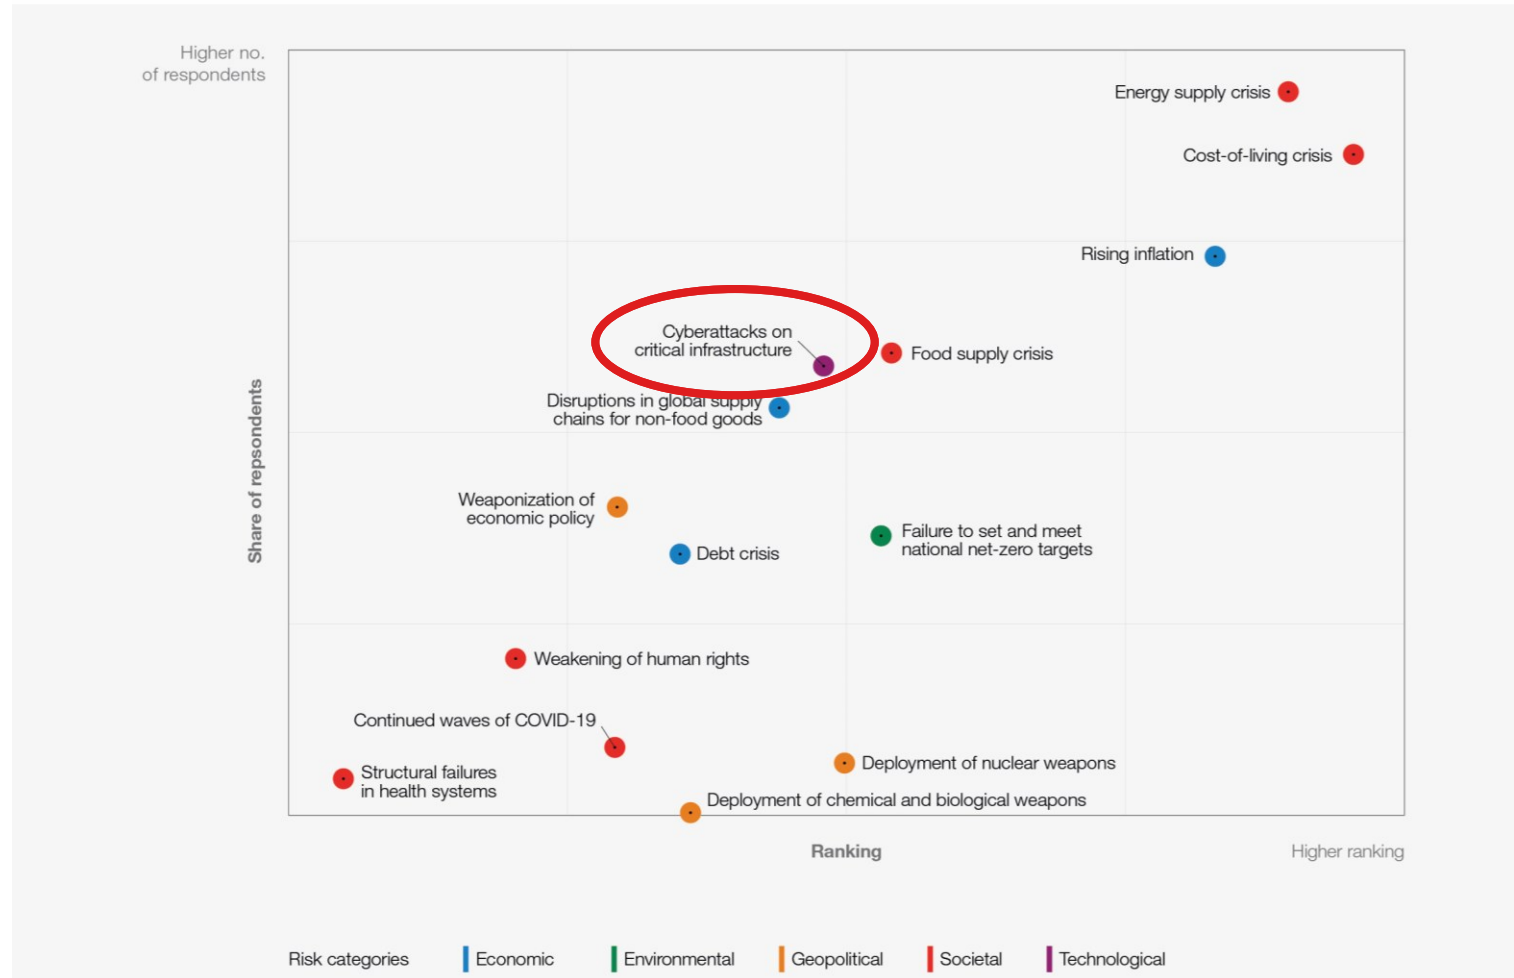 Higher no.
of respondents
Energy supply crisis
Cost-of-living crisis
Rising inflation
Cyberattacks on
critical infrastructure
Food supply crisis
Disruptions in global supply
chains for non-food goods
Share of repsondents
Weaponization of
economic policy
Failure to set and meet
national net-zero targets
Debt crisis
Weakening of human rights
Continued waves of COVID-19
Deployment of nuclear weapons
Structural failures
in health systems
Deployment of chemical and biological weapons
Ranking
Higher ranking
Risk categories
Economic
Environmental
Geopolitical
Societal
Technological